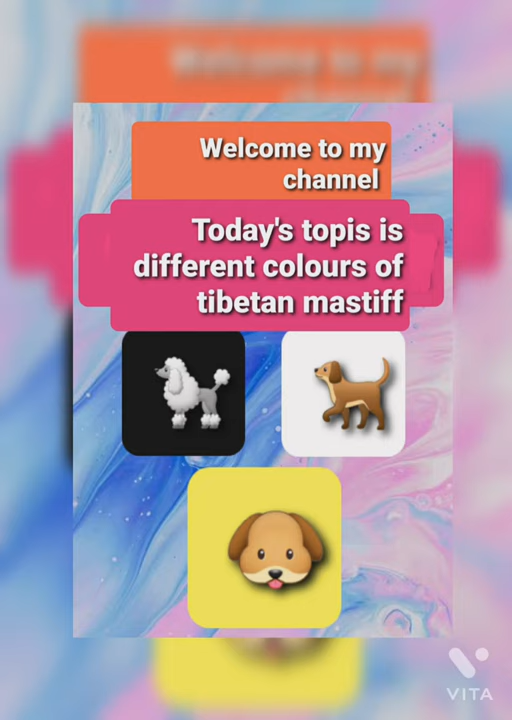 Welcome to my
channel
Today's topis is
different colours of
tibetan mastiff
VITA